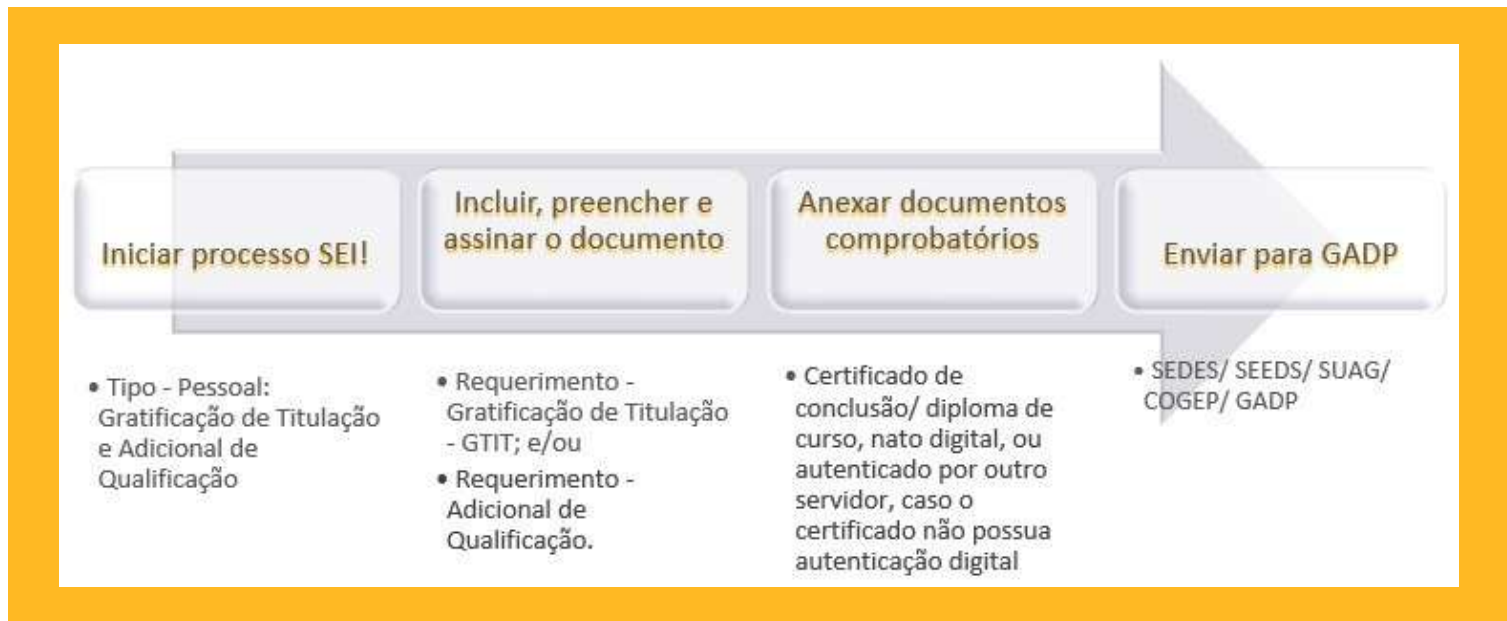 Iniciar processo SEI!
Incluir, preencher e
assinar o documento
Anexar documentos
comprobatórios
Enviar para GADP
• Tipo - Pessoal:
Gratificação de Titulação
e Adicional de
Qualificação
• Requerimento -
Gratificação de Titulação
- GTIT; e/ou
• Requerimento -
Adicional de
Qualificação.
• Certificado de
conclusão/ diploma de
curso, nato digital, ou
autenticado por outro
servidor, caso o
certificado não possua
autenticação digital
• SEDES/ SEEDS/ SUAG/
COGEP/ GADP